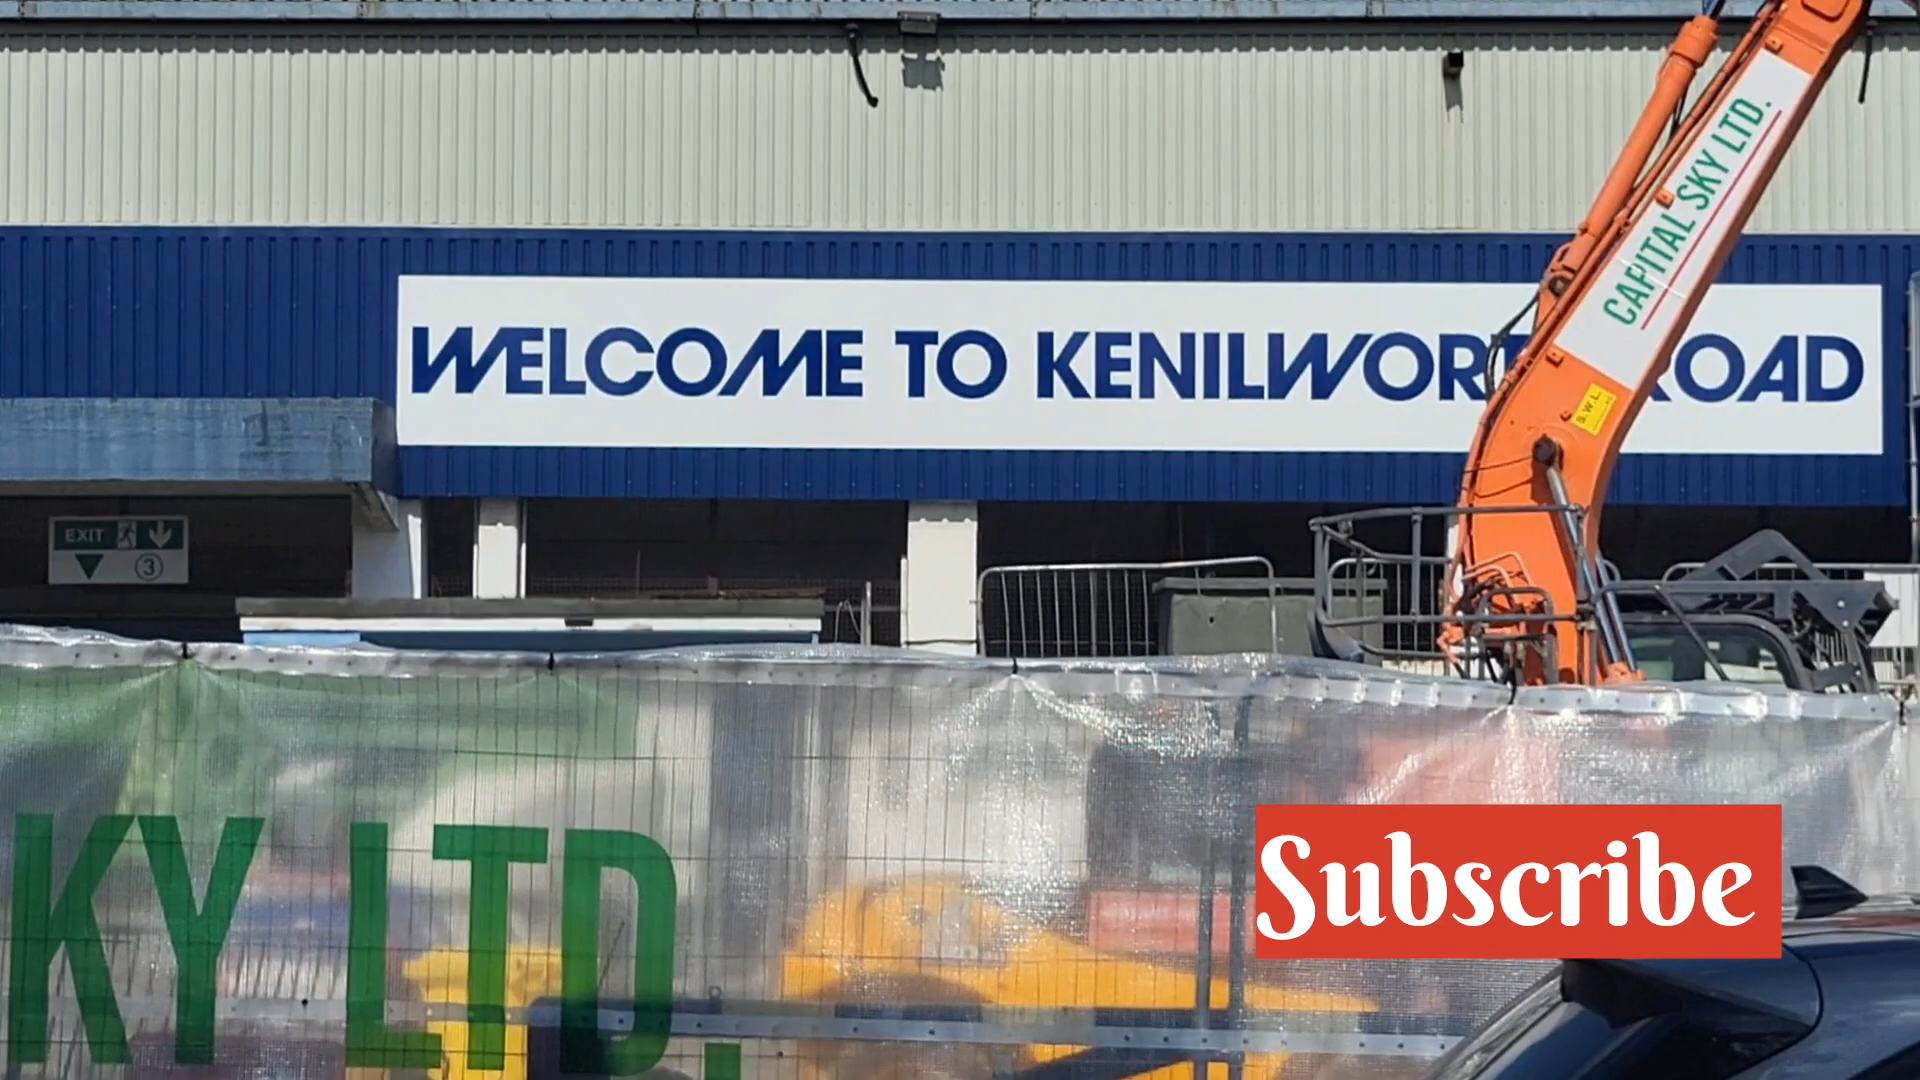 CAPITAL SKY LTD.
WELCOME TO KENILWOR OAD
S.W.L.
EXIT
3
KY LTD.
Subscribe